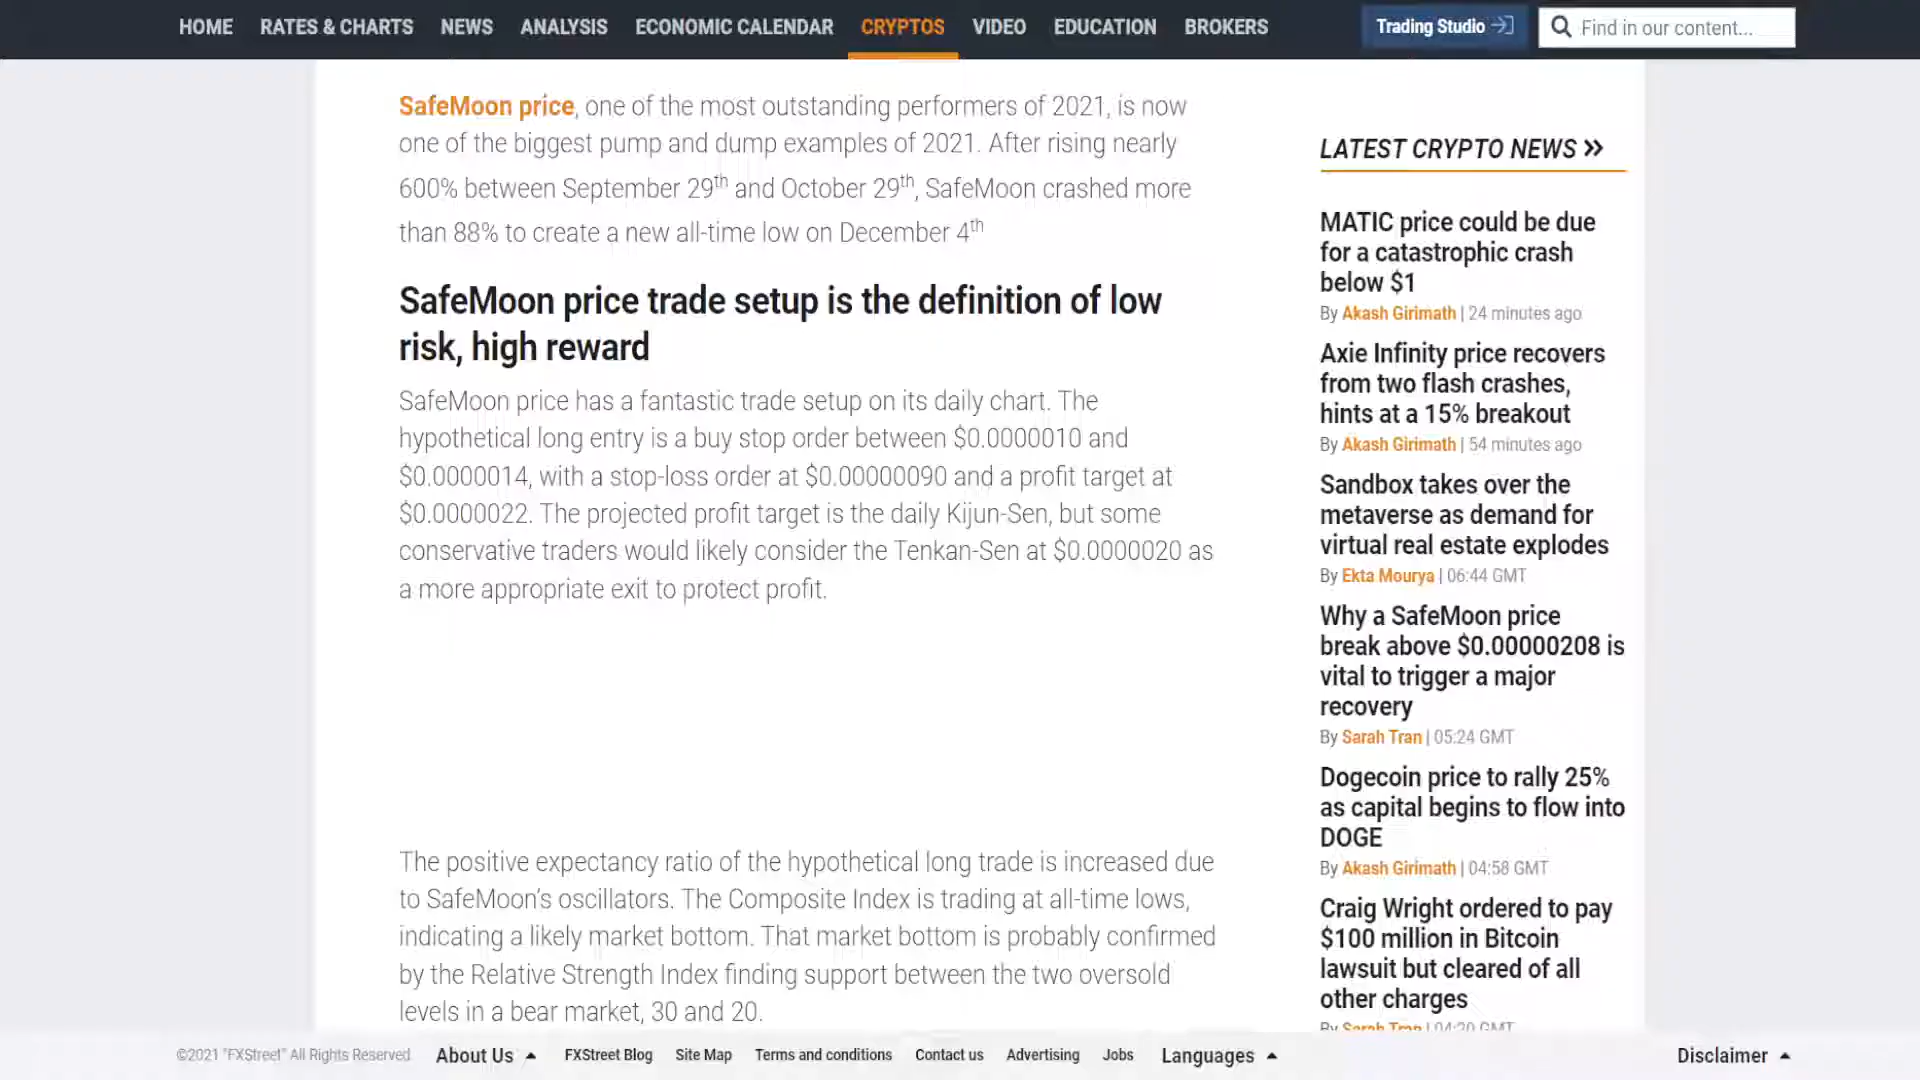 HOME RATES & CHARTS NEWS ANALYSIS ECONOMIC CALENDAR CRYPTOS VIDEO EDUCATION BROKERS Trading Studio Find in our content...
SafeMoon price, one of the most outstanding performers of 2021, is now
one of the biggest pump and dump examples of 2021. After rising nearly
600% between September 29th and October 29th, SafeMoon crashed more
than 88% to create a new all-time low on December 4th
SafeMoon price trade setup is the definition of low
risk, high reward
SafeMoon price has a fantastic trade setup on its daily chart. The
hypothetical long entry is a buy stop order between $0.0000010 and
$0.0000014, with a stop-loss order at $0.00000090 and a profit target at
$0.0000022. The projected profit target is the daily Kijun-Sen, but some
conservative traders would likely consider the Tenkan-Sen at $0.0000020 as
a more appropriate exit to protect profit.
The positive expectancy ratio of the hypothetical long trade is increased due
to SafeMoon's oscillators. The Composite Index is trading at all-time lows,
indicating a likely market bottom. That market bottom is probably confirmed
by the Relative Strength Index finding support between the two oversold
levels in a bear market, 30 and 20.
LATEST CRYPTO NEWS »
MATIC price could be due
for a catastrophic crash
below $1
By Akash Girimath | 24 minutes ago
Axie Infinity price recovers
from two flash crashes,
hints at a 15% breakout
By Akash Girimath | 54 minutes ago
Sandbox takes over the
metaverse as demand for
virtual real estate explodes
By Ekta Mourya | 06:44 GMT
Why a SafeMoon price
break above $0.00000208 is
vital to trigger a major
recovery
By Sarah Tran | 05:24 GMT
Dogecoin price to rally 25%
as capital begins to flow into
DOGE
By Akash Girimath | 04:58 GMT
Craig Wright ordered to pay
$100 million in Bitcoin
lawsuit but cleared of all
other charges
By Sarah Tran | 04:20 GMT
©2021 "FXStreet" All Rights Reserved About Us FXStreet Blog Site Map Terms and conditions Contact us Advertising Jobs Languages Disclaimer